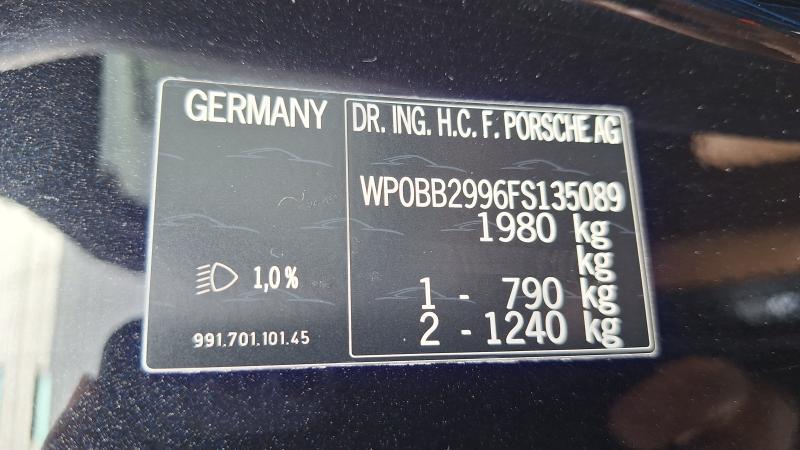 GERMANY
DR. ING. H.C. F. PORSCHE AG
WP0BB2996FS135089
1980 kg
kg
1 - 790 kg
2 - 1240 kg
1,0%
991.701.101.45